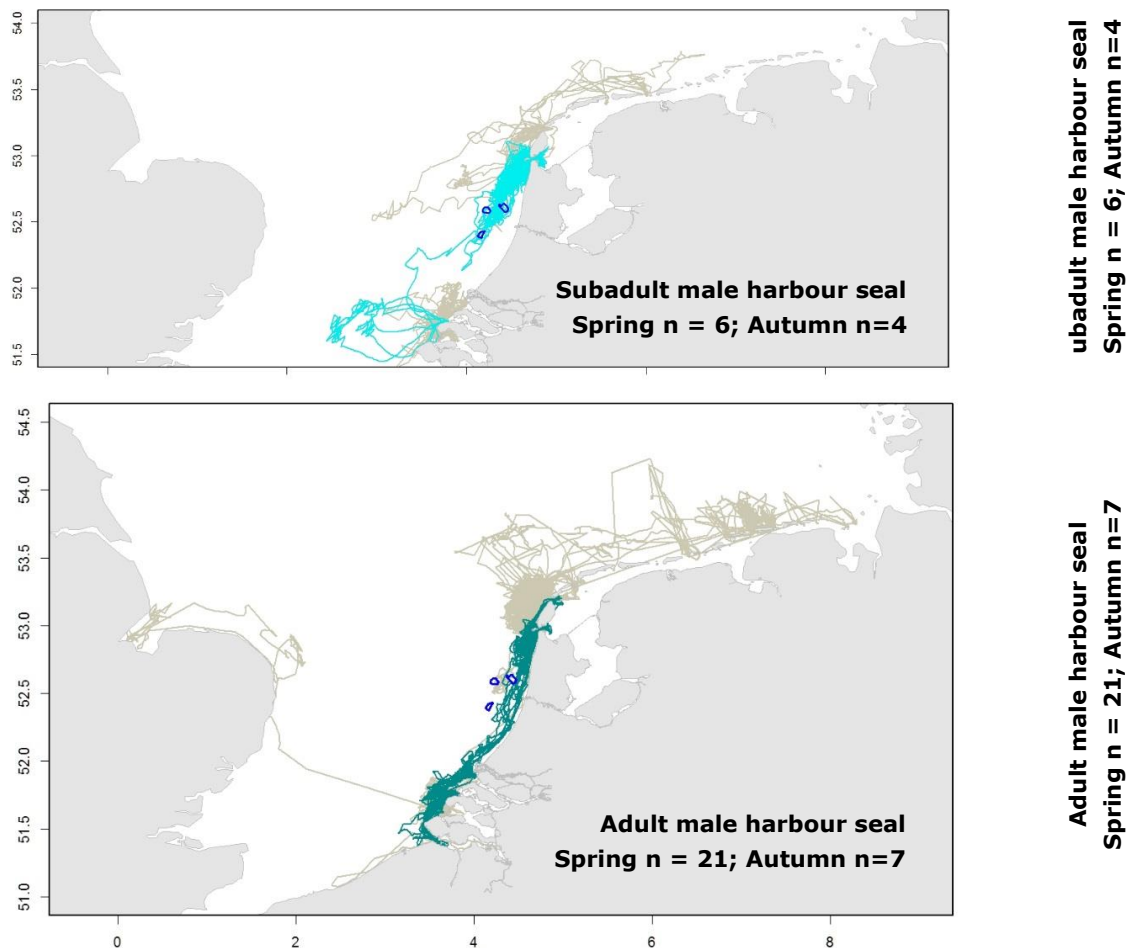 54.0
53.5
53.0
52.5
52.0
51.5
Subadult male harbour seal
Spring n = 6; Autumn n=4
ubadult male harbour seal
Spring n = 6; Autumn n=4
54.5
54.0
53.5
53.0
52.5
52.0
51.5
51.0
Adult male harbour seal
Spring n = 21; Autumn n=7
0 2 4 6 8
Adult male harbour seal
Spring n = 21; Autumn n=7